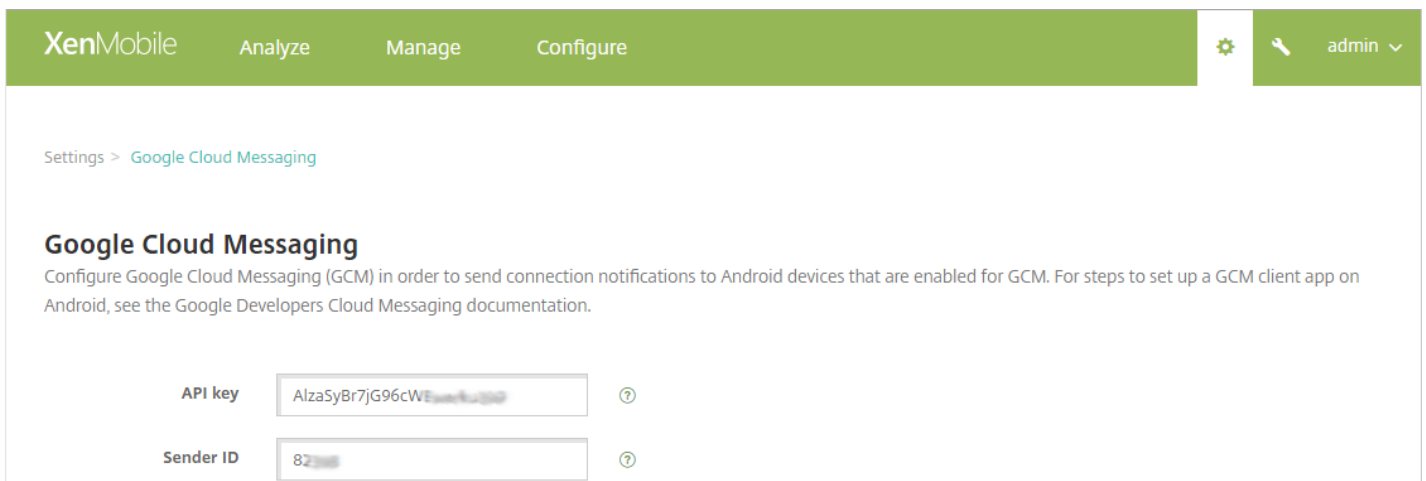 XenMobile Analyze Manage Configure admin
Settings > Google Cloud Messaging
Google Cloud Messaging
Configure Google Cloud Messaging (GCM) in order to send connection notifications to Android devices that are enabled for GCM. For steps to set up a GCM client app on
Android, see the Google Developers Cloud Messaging documentation.
API key
Sender ID